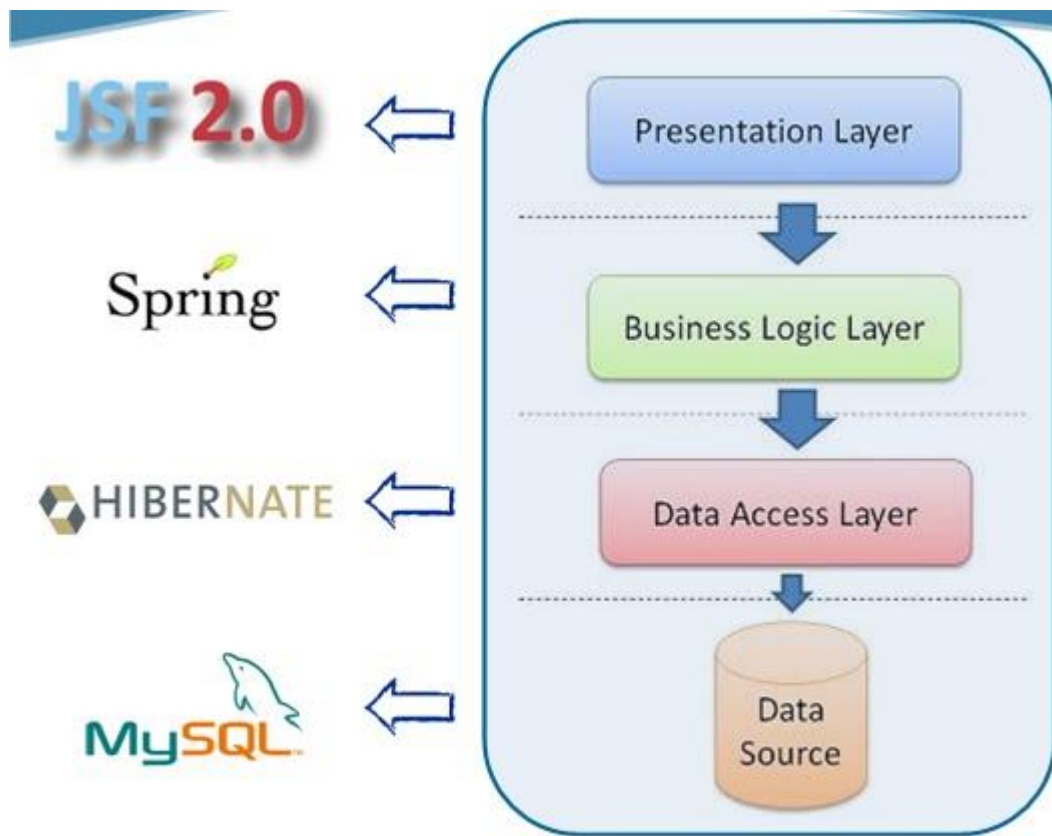 JSF 2.0
Presentation Layer
Spring
Business Logic Layer
HIBERNATE
Data Access Layer
MySQL
Data
Source